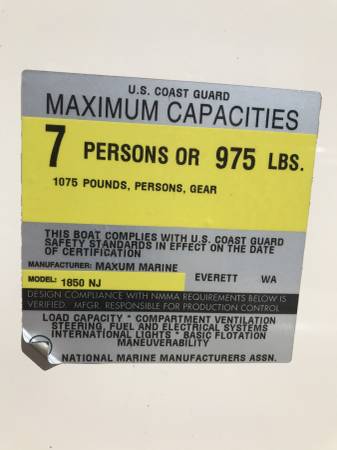 U.S. COAST GUARD
MAXIMUM CAPACITIES
7 PERSONS OR 975 LBS.
1075 POUNDS, PERSONS, GEAR
THIS BOAT COMPLIES WITH U.S. COAST GUARD
SAFETY STANDARDS IN EFFECT ON THE DATE
OF CERTIFICATION
MANUFACTURER: MAXUM MARINE
MODEL: 1850 NJ EVERETT WA
DESIGN COMPLIANCE WITH NMMA REQUIREMENTS BELOW IS
VERIFIED. MFGR. RESPONSIBLE FOR PRODUCTION CONTROL
LOAD CAPACITY * COMPARTMENT VENTILATION
STEERING, FUEL AND ELECTRICAL SYSTEMS
INTERNATIONAL LIGHTS * BASIC FLOTATION
MANEUVERABILITY
NATIONAL MARINE MANUFACTURERS ASSN.